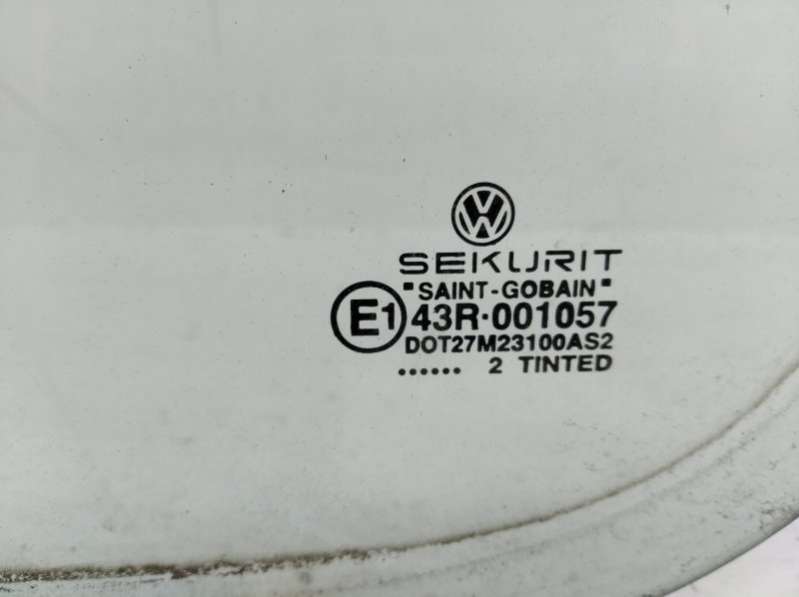 SEKURIT
"SAINT-GOBAIN"
E1 43R·001057
DOT27M23100AS2
...... 2 TINTED